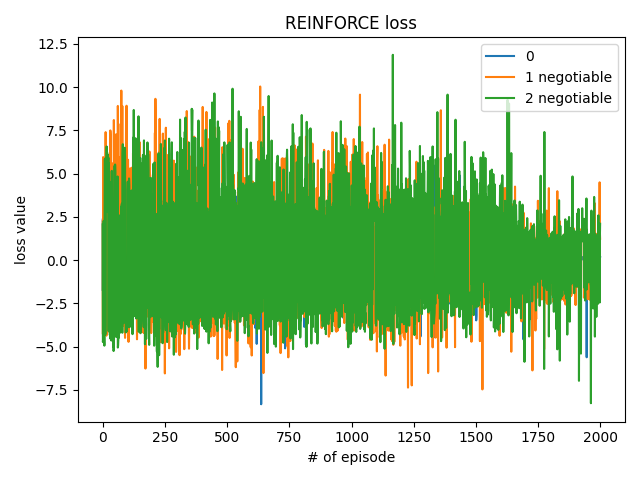 REINFORCE loss
12.5
10.0
7.5
5.0
2.5
0.0
−2.5
−5.0
−7.5
loss value
0
1 negotiable
2 negotiable
0 250 500 750 1000 1250 1500 1750 2000
# of episode